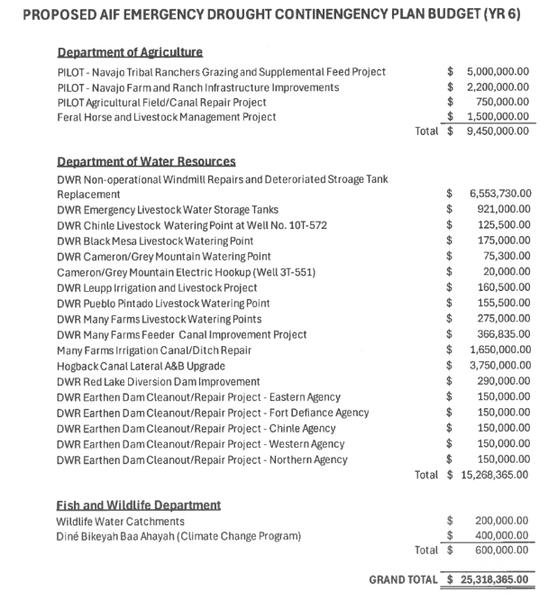 PROPOSED AIF EMERGENCY DROUGHT CONTINENGENCY PLAN BUDGET (YR 6)
Department of Agriculture
PILOT - Navajo Tribal Ranchers Grazing and Supplemental Feed Project $ 5,000,000.00
PILOT - Navajo Farm and Ranch Infrastructure Improvements $ 2,200,000.00
PILOT Agricultural Field/Canal Repair Project $ 750,000.00
Feral Horse and Livestock Management Project $ 1,500,000.00
Total $ 9,450,000.00
Department of Water Resources
DWR Non-operational Windmill Repairs and Deteroriated Stroage Tank
Replacement $ 6,553,730.00
DWR Emergency Livestock Water Storage Tanks $ 921,000.00
DWR Chinle Livestock Watering Point at Well No. 10T-572 $ 125,500.00
DWR Black Mesa Livestock Watering Point $ 175,000.00
DWR Cameron/Grey Mountain Watering Point $ 75,300.00
Cameron/Grey Mountain Electric Hookup (Well 3T-551) $ 20,000.00
DWR Leupp Irrigation and Livestock Project $ 160,500.00
DWR Pueblo Pintado Livestock Watering Point $ 155,500.00
DWR Many Farms Livestock Watering Points $ 275,000.00
DWR Many Farms Feeder Canal Improvement Project $ 366,835.00
Many Farms Irrigation Canal/Ditch Repair $ 1,650,000.00
Hogback Canal Lateral A&B Upgrade $ 3,750,000.00
DWR Red Lake Diversion Dam Improvement $ 290,000.00
DWR Earthen Dam Cleanout/Repair Project - Eastern Agency $ 150,000.00
DWR Earthen Dam Cleanout/Repair Project - Fort Defiance Agency $ 150,000.00
DWR Earthen Dam Cleanout/Repair Project - Chinle Agency $ 150,000.00
DWR Earthen Dam Cleanout/Repair Project - Western Agency $ 150,000.00
DWR Earthen Dam Cleanout/Repair Project - Northern Agency $ 150,000.00
Total $ 15,268,365.00
Fish and Wildlife Department
Wildlife Water Catchments $ 200,000.00
Diné Bikeyah Baa Ahayah (Climate Change Program) $ 400,000.00
Total $ 600,000.00
GRAND TOTAL $ 25,318,365.00